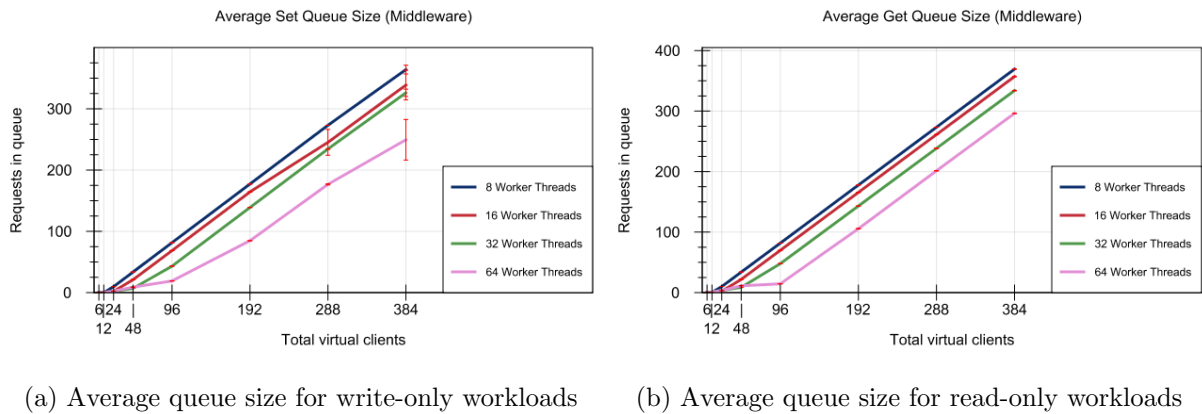 Average Set Queue Size (Middleware)
300
200
100
0
Requests in queue
8 Worker Threads
16 Worker Threads
32 Worker Threads
64 Worker Threads
6 24 96 192 288 384
12 48
Total virtual clients
(a) Average queue size for write-only workloads
Average Get Queue Size (Middleware)
400
300
200
100
0
Requests in queue
8 Worker Threads
16 Worker Threads
32 Worker Threads
64 Worker Threads
6 24 96 192 288 384
12 48
Total virtual clients
(b) Average queue size for read-only workloads